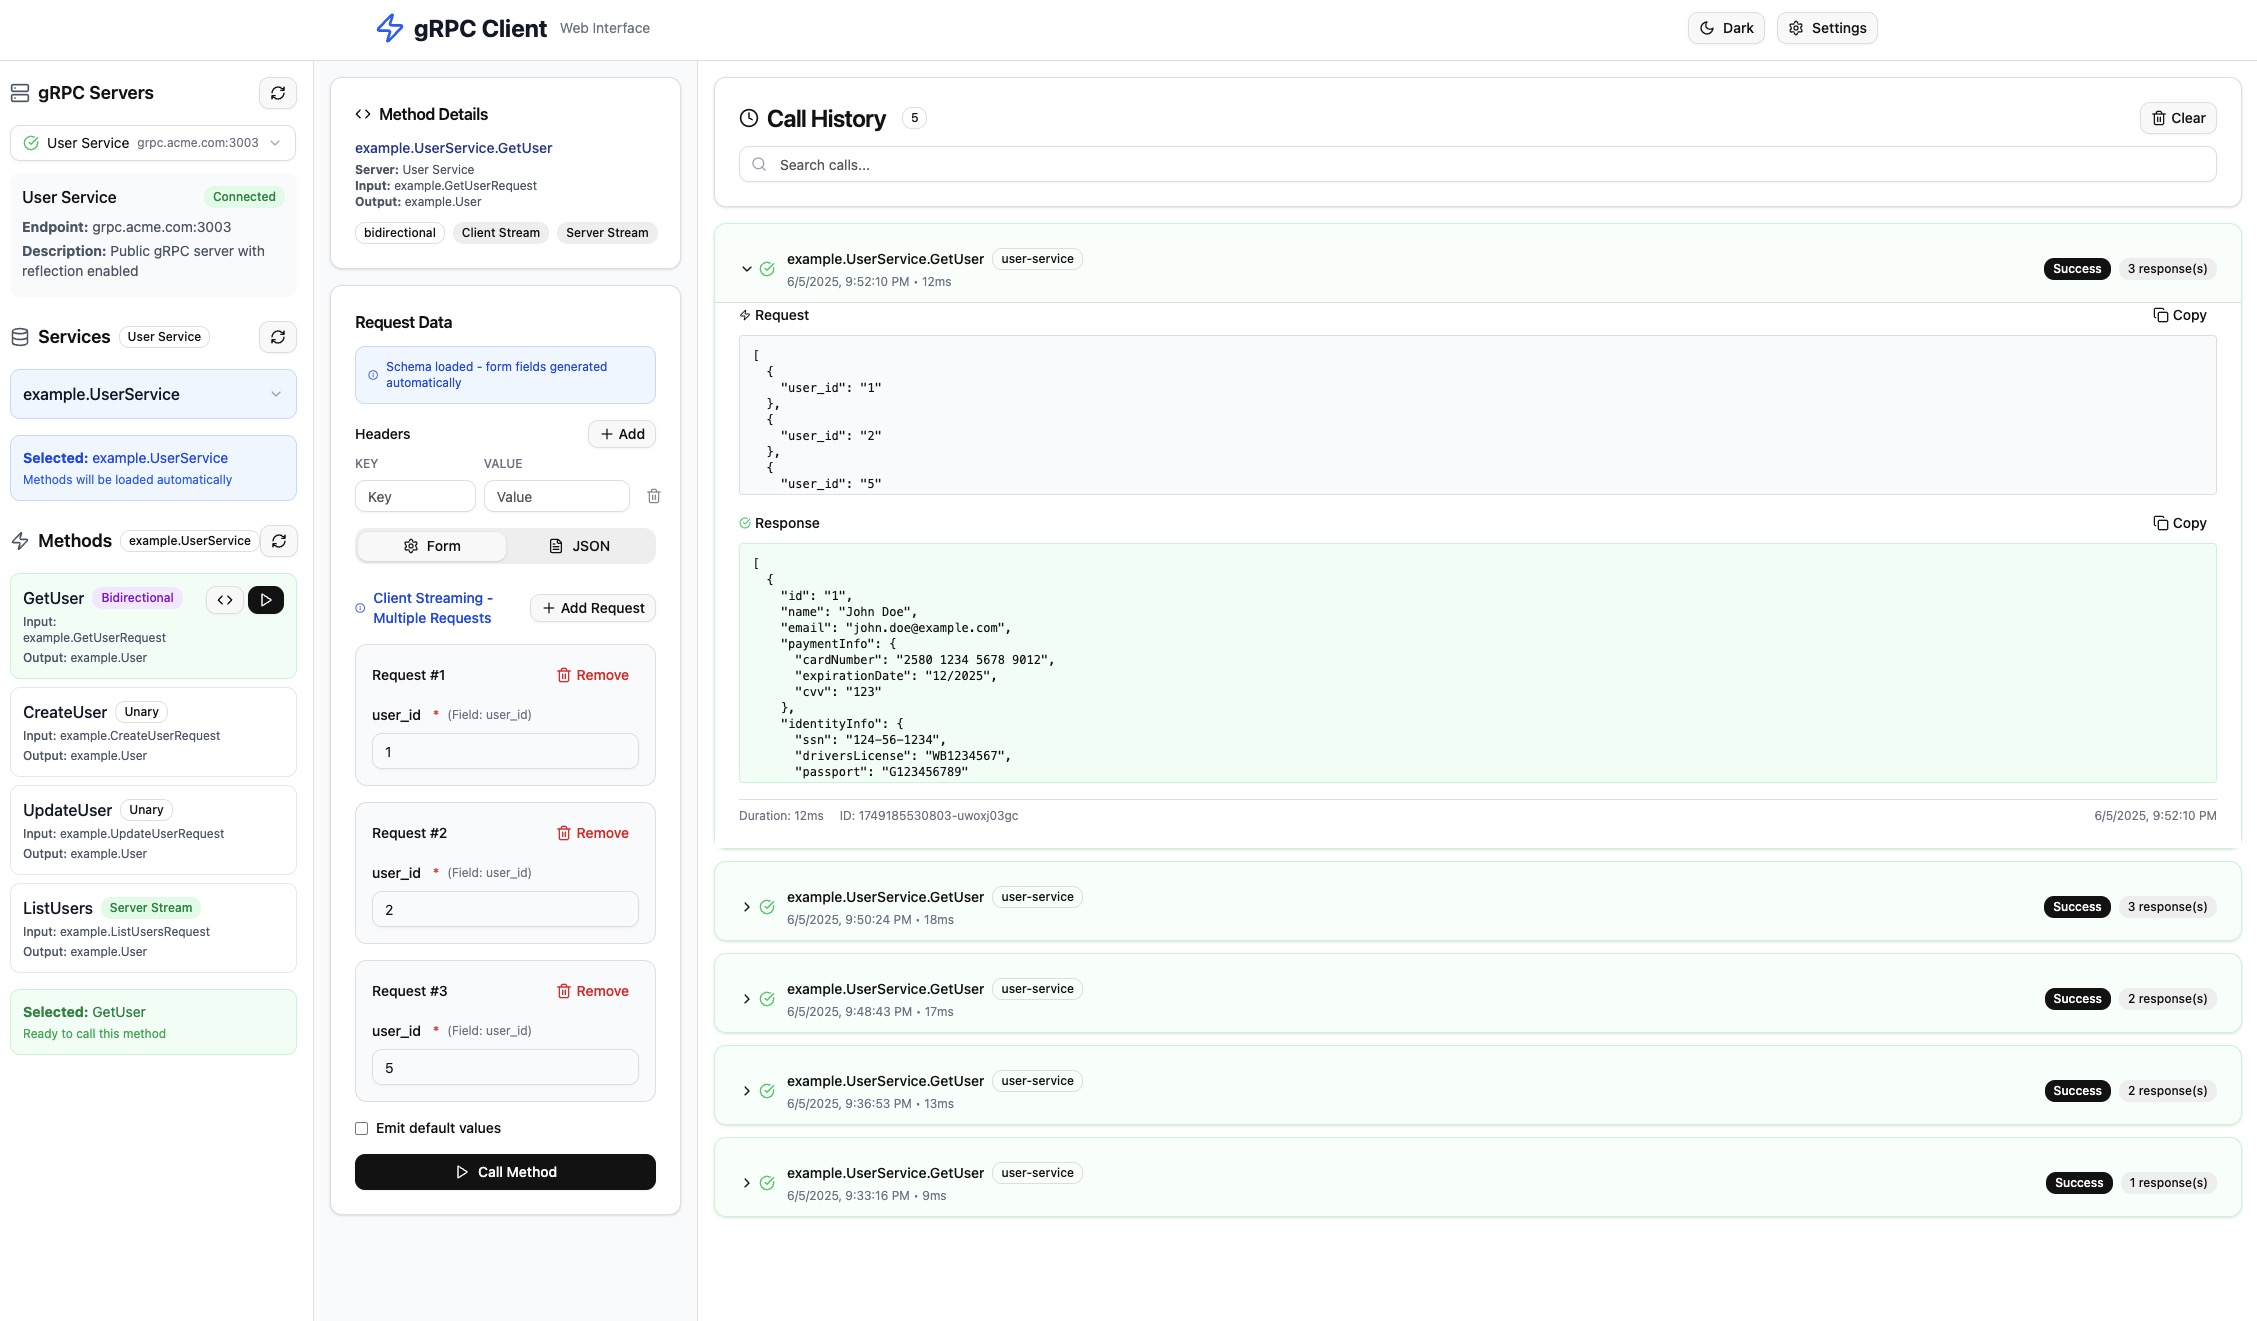 gRPC Client Web Interface
Dark
Settings
gRPC Servers
User Service grpc.acme.com:3003
User Service Connected
Endpoint: grpc.acme.com:3003
Description: Public gRPC server with
reflection enabled
Services User Service
example.UserService
Selected: example.UserService
Methods will be loaded automatically
Methods example.UserService
GetUser Bidirectional
Input:
example.GetUserRequest
Output: example.User
CreateUser Unary
Input: example.CreateUserRequest
Output: example.User
UpdateUser Unary
Input: example.UpdateUserRequest
Output: example.User
ListUsers Server Stream
Input: example.ListUsersRequest
Output: example.User
Selected: GetUser
Ready to call this method
Method Details
example.UserService.GetUser
Server: User Service
Input: example.GetUserRequest
Output: example.User
bidirectional Client Stream Server Stream
Request Data
Schema loaded - form fields generated
automatically
Headers Add
KEY VALUE
Key Value
Form JSON
Client Streaming -
Multiple Requests
Add Request
Request #1 Remove
user_id * (Field: user_id)
1
Request #2 Remove
user_id * (Field: user_id)
2
Request #3 Remove
user_id * (Field: user_id)
5
Emit default values
Call Method
Call History 5 Clear
Search calls...
example.UserService.GetUser user-service
6/5/2025, 9:52:10 PM • 12ms
Success 3 response(s)
Request Copy
[
{
"user_id": "1"
},
{
"user_id": "2"
},
{
"user_id": "5"
Response Copy
[
{
"id": "1",
"name": "John Doe",
"email": "john.doe@example.com",
"paymentInfo": {
"cardNumber": "2580 1234 5678 9012",
"expirationDate": "12/2025",
"cvv": "123"
},
"identityInfo": {
"ssn": "124-56-1234",
"driversLicense": "WB1234567",
"passport": "G123456789"
Duration: 12ms ID: 1749185530803-uwoxj03gc 6/5/2025, 9:52:10 PM
example.UserService.GetUser user-service
6/5/2025, 9:50:24 PM • 18ms
Success 3 response(s)
example.UserService.GetUser user-service
6/5/2025, 9:48:43 PM • 17ms
Success 2 response(s)
example.UserService.GetUser user-service
6/5/2025, 9:36:53 PM • 13ms
Success 2 response(s)
example.UserService.GetUser user-service
6/5/2025, 9:33:16 PM • 9ms
Success 1 response(s)